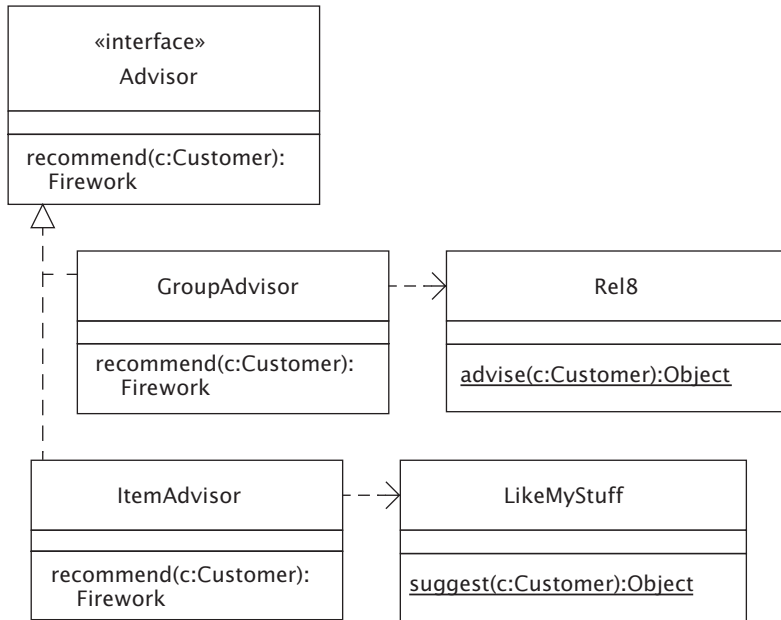 «interface»
Advisor
recommend(c:Customer):
Firework
GroupAdvisor
Rel8
recommend(c:Customer):
Firework
advise(c:Customer):Object
ItemAdvisor
LikeMyStuff
recommend(c:Customer):
Firework
suggest(c:Customer):Object